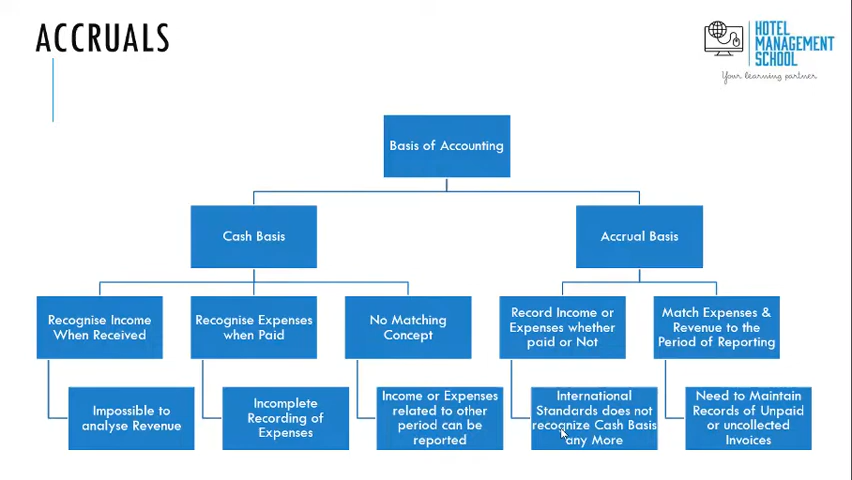 ACCRUALS
HOTEL
MANAGEMENT
SCHOOL
Your learning partner
Basis of Accounting
Cash Basis
Accrual Basis
Recognise Income
When Received
Recognise Expenses
when Paid
No Matching
Concept
Record Income or
Expenses whether
paid or Not
Match Expenses &
Revenue to the
Period of Reporting
Impossible to
analyse Revenue
Incomplete
Recording of
Expenses
Income or Expenses
related to other
period can be
reported
International
Standards does not
recognize Cash Basis
any More
Need to Maintain
Records of Unpaid
or uncollected
Invoices